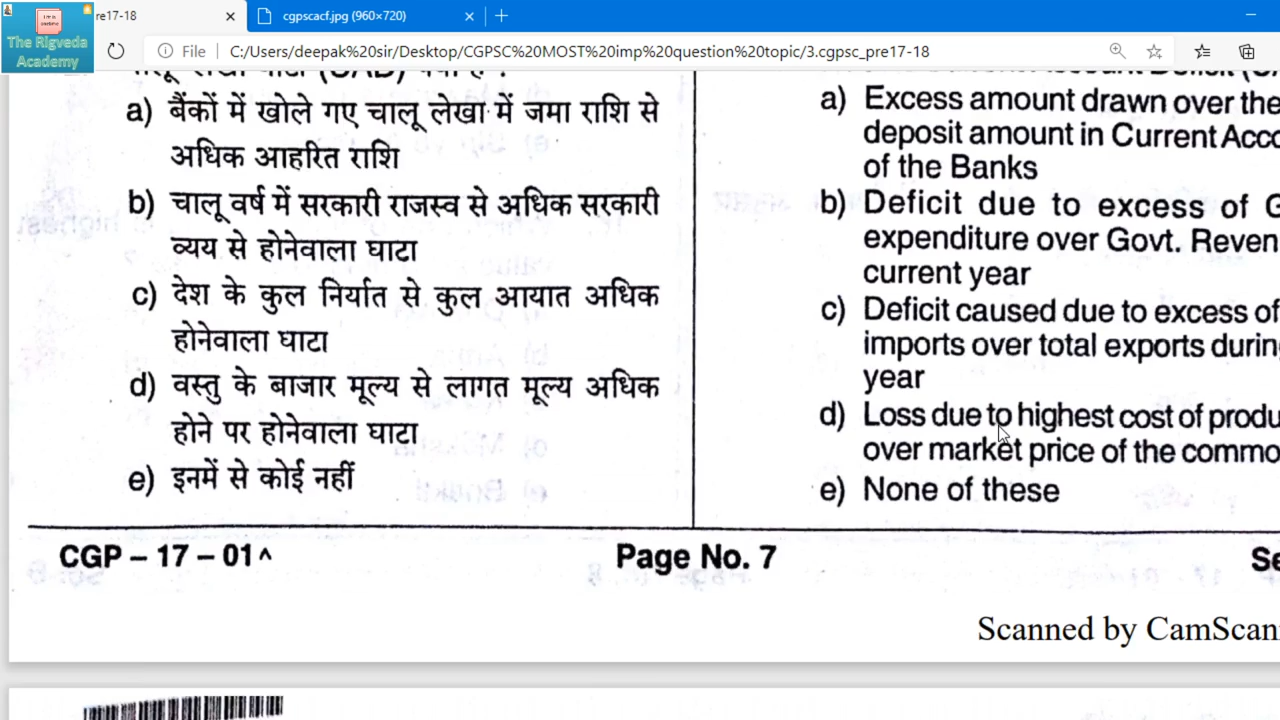 re17-18
cgpscacf.jpg (960×720)
The Rigveda
Academy
File
C:/Users/deepak%20sir/Desktop/CGPSC%20MOST%20imp%20question%20topic/3.cgpsc_pre17-18
a) बैंकों में खोले गए चालू लेखा में जमा राशि से
अधिक आहरित राशि
b) चालू वर्ष में सरकारी राजस्व से अधिक सरकारी
व्यय से होनेवाला घाटा
c) देश के कुल निर्यात से कुल आयात अधिक
होनेवाला घाटा
d) वस्तु के बाजार मूल्य से लागत मूल्य अधिक
होने पर होनेवाला घाटा
e) इनमें से कोई नहीं
a) Excess amount drawn over the
deposit amount in Current Acco
of the Banks
b) Deficit due to excess of G
expenditure over Govt. Reven
current year
c) Deficit caused due to excess of
imports over total exports durin
year
d) Loss due to highest cost of produ
over market price of the commo
e) None of these
CGP – 17 – 01^
Page No. 7
Se
Scanned by CamScan